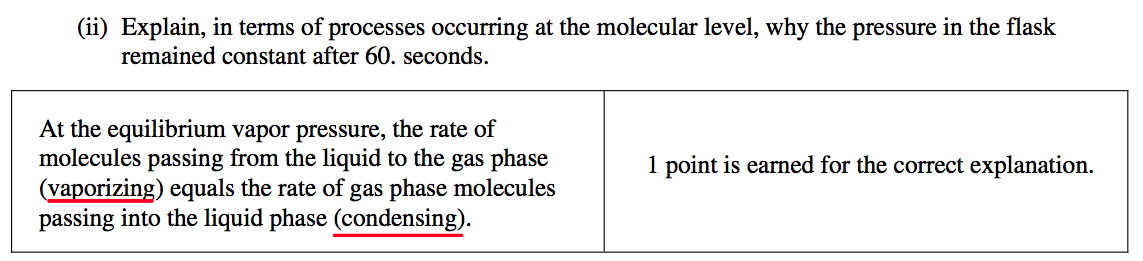 (ii) Explain, in terms of processes occurring at the molecular level, why the pressure in the flask
remained constant after 60. seconds.
At the equilibrium vapor pressure, the rate of
molecules passing from the liquid to the gas phase
(vaporizing) equals the rate of gas phase molecules
passing into the liquid phase (condensing).
1 point is earned for the correct explanation.